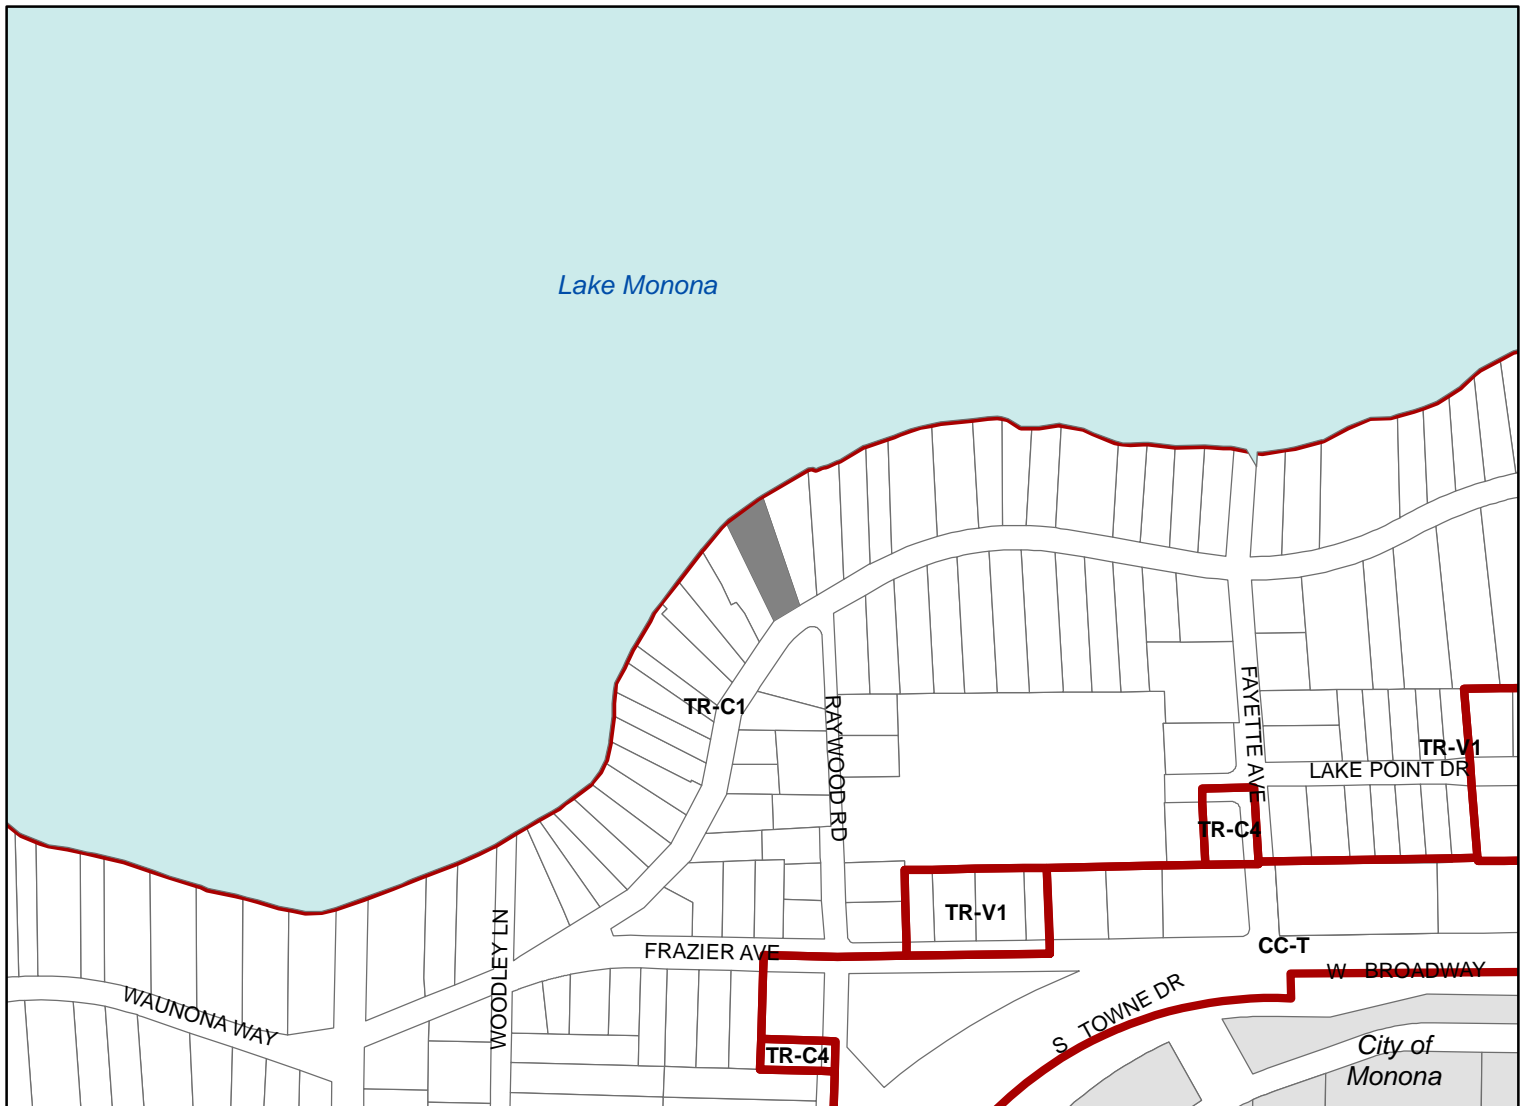 Lake Monona
TR-C1
RAYWOOD RD
FAYETTE AVE
TR-V1
LAKE POINT DR
TR-C4
TR-V1
WOODLEY LN
FRAZIER AVE
CC-T
W BROADWAY
WAUNONA WAY
S TOWNE DR
TR-C4
City of
Monona